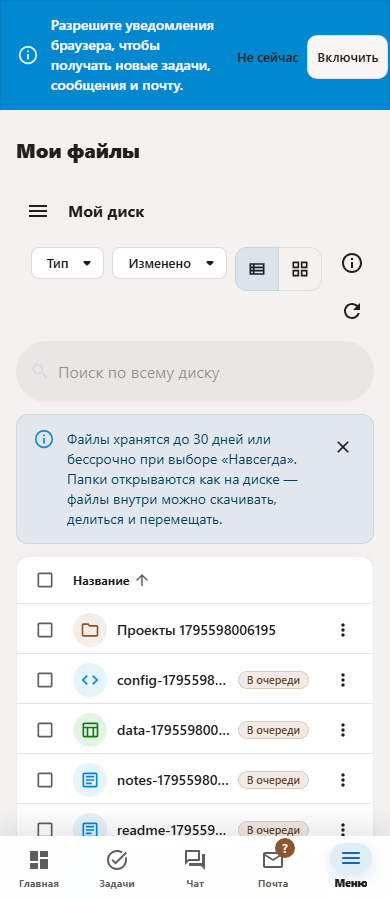 Разрешите уведомления
браузера, чтобы
получать новые задачи,
сообщения и почту.
Не сейчас
Включить
Мои файлы
Мой диск
Тип
Изменено
Поиск по всему диску
Файлы хранятся до 30 дней или
бессрочно при выборе «Навсегда».
Папки открываются как на диске —
файлы внутри можно скачивать,
делиться и перемещать.
Название
Проекты 1795598006195
config-1795598... В очереди
data-179559800... В очереди
notes-17955980... В очереди
readme-179559... В очереди
?
Главная
Задачи
Чат
Почта
Меню